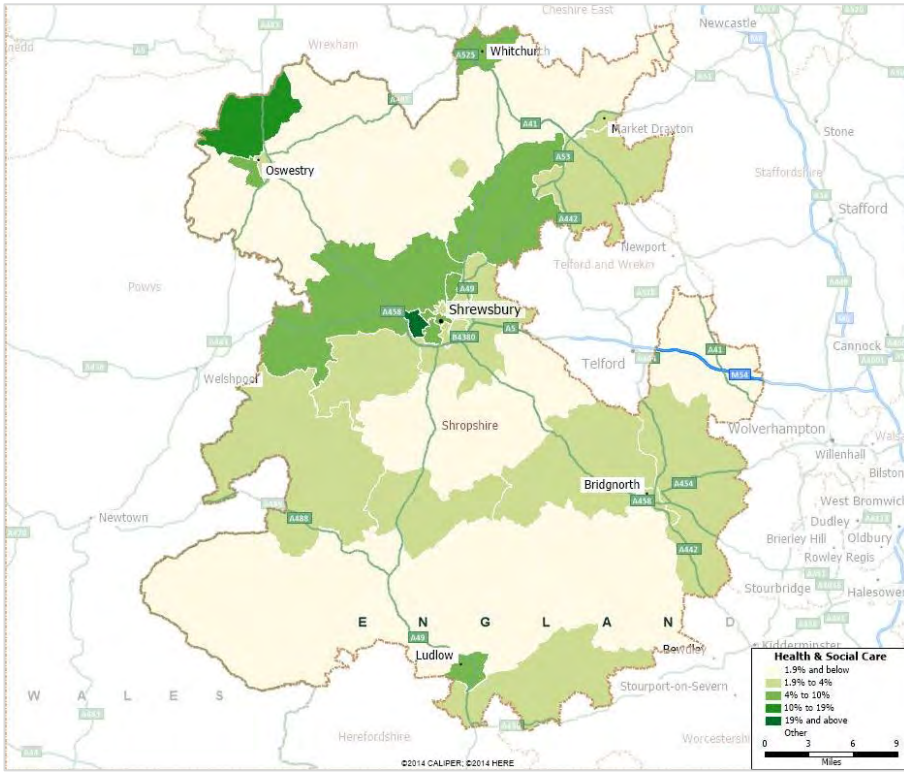 Cheshire East
Newcastle
Wrexham
A525
Whitchur
A41
A51
Market Drayton
Stone
A53
Oswestry
Staffordshire
A442
Stafford
Newport
Telford and Wrekin
Powys
A49
A458
Shrewsbury
B4380
A5
Telford
A41
Cannock
Welshpool
M54
Shropshire
Wolverhampton
Willenhall
Bilston
Bridgnorth
A454
A458
West Bromwich
Newtown
A488
Dudley
Oldbury
Brierley Hill
Rowley Regis
A442
Stourbridge
Halesowen
E N G L A N D
A49
Kidderminster
Ludlow
Bewdley
Stourport-on-Severn
W A L E S
Herefordshire
Worcestershire
Health & Social Care
1.9% and below
1.9% to 4%
4% to 10%
10% to 19%
19% and above
Other
0 3 6 9
Miles
©2014 CALIPER; ©2014 HERE